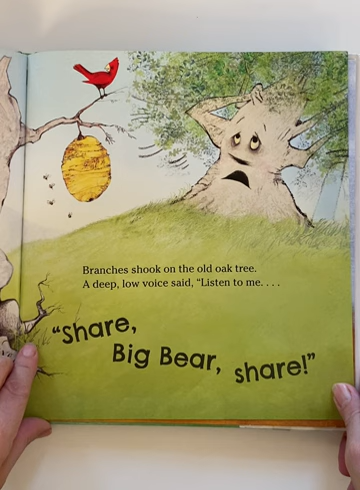 Branches shook on the old oak tree.
A deep, low voice said, “Listen to me. . . .
“Share,
Big Bear, share!”